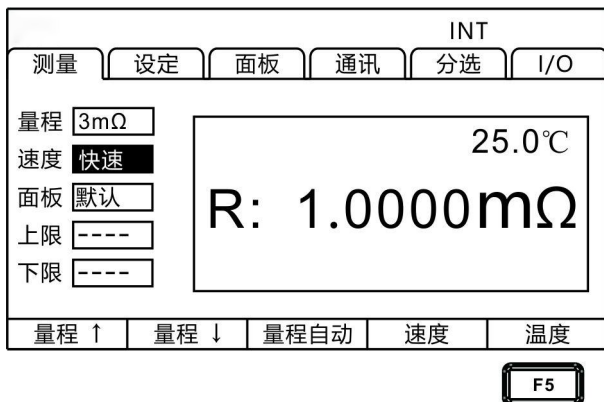 INT
测量 设定 面板 通讯 分选 I/O
量程 3mΩ
速度 快速
面板 默认
上限 ----
下限 ----
25.0℃
R: 1.0000mΩ
量程 ↑ 量程 ↓ 量程自动 速度 温度
F5